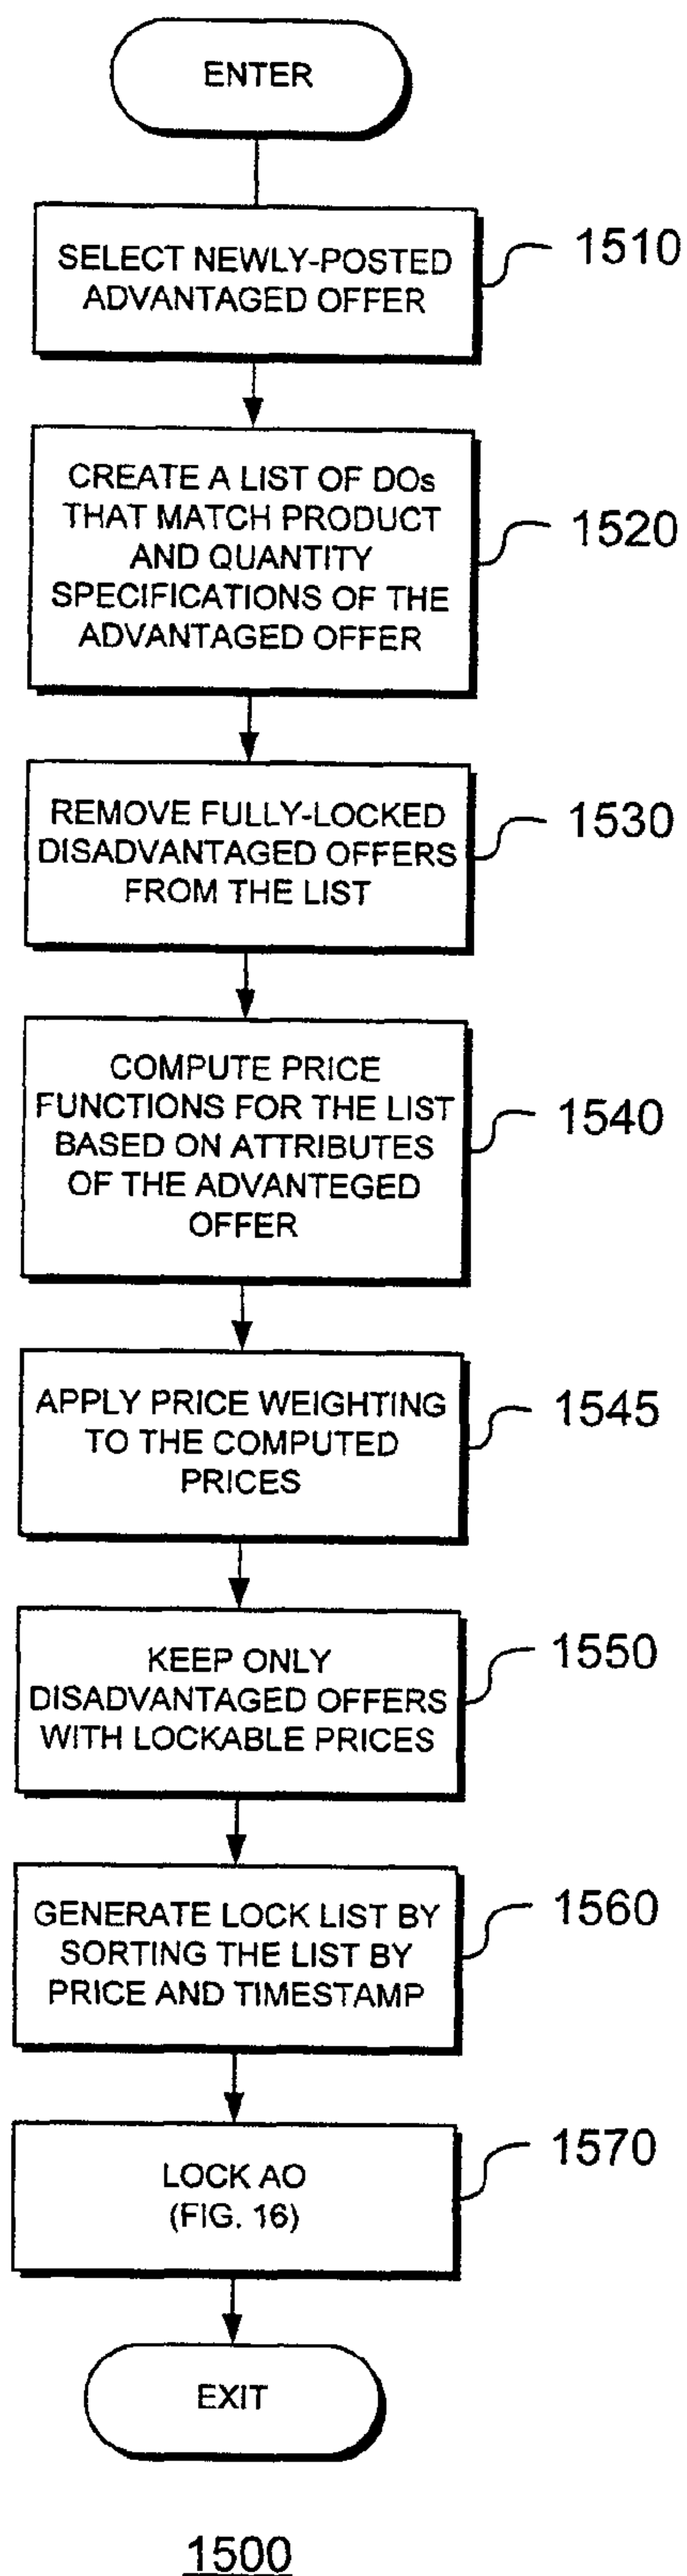 ENTER
SELECT NEWLY-POSTED
ADVANTAGED OFFER
1510
CREATE A LIST OF DOs
THAT MATCH PRODUCT
AND QUANTITY
SPECIFICATIONS OF THE
ADVANTAGED OFFER
1520
REMOVE FULLY-LOCKED
DISADVANTAGED OFFERS
FROM THE LIST
1530
COMPUTE PRICE
FUNCTIONS FOR THE LIST
BASED ON ATTRIBUTES
OF THE ADVANTEGED
OFFER
1540
APPLY PRICE WEIGHTING
TO THE COMPUTED
PRICES
1545
KEEP ONLY
DISADVANTAGED OFFERS
WITH LOCKABLE PRICES
1550
GENERATE LOCK LIST BY
SORTING THE LIST BY
PRICE AND TIMESTAMP
1560
LOCK AO
(FIG. 16)
1570
EXIT
1500